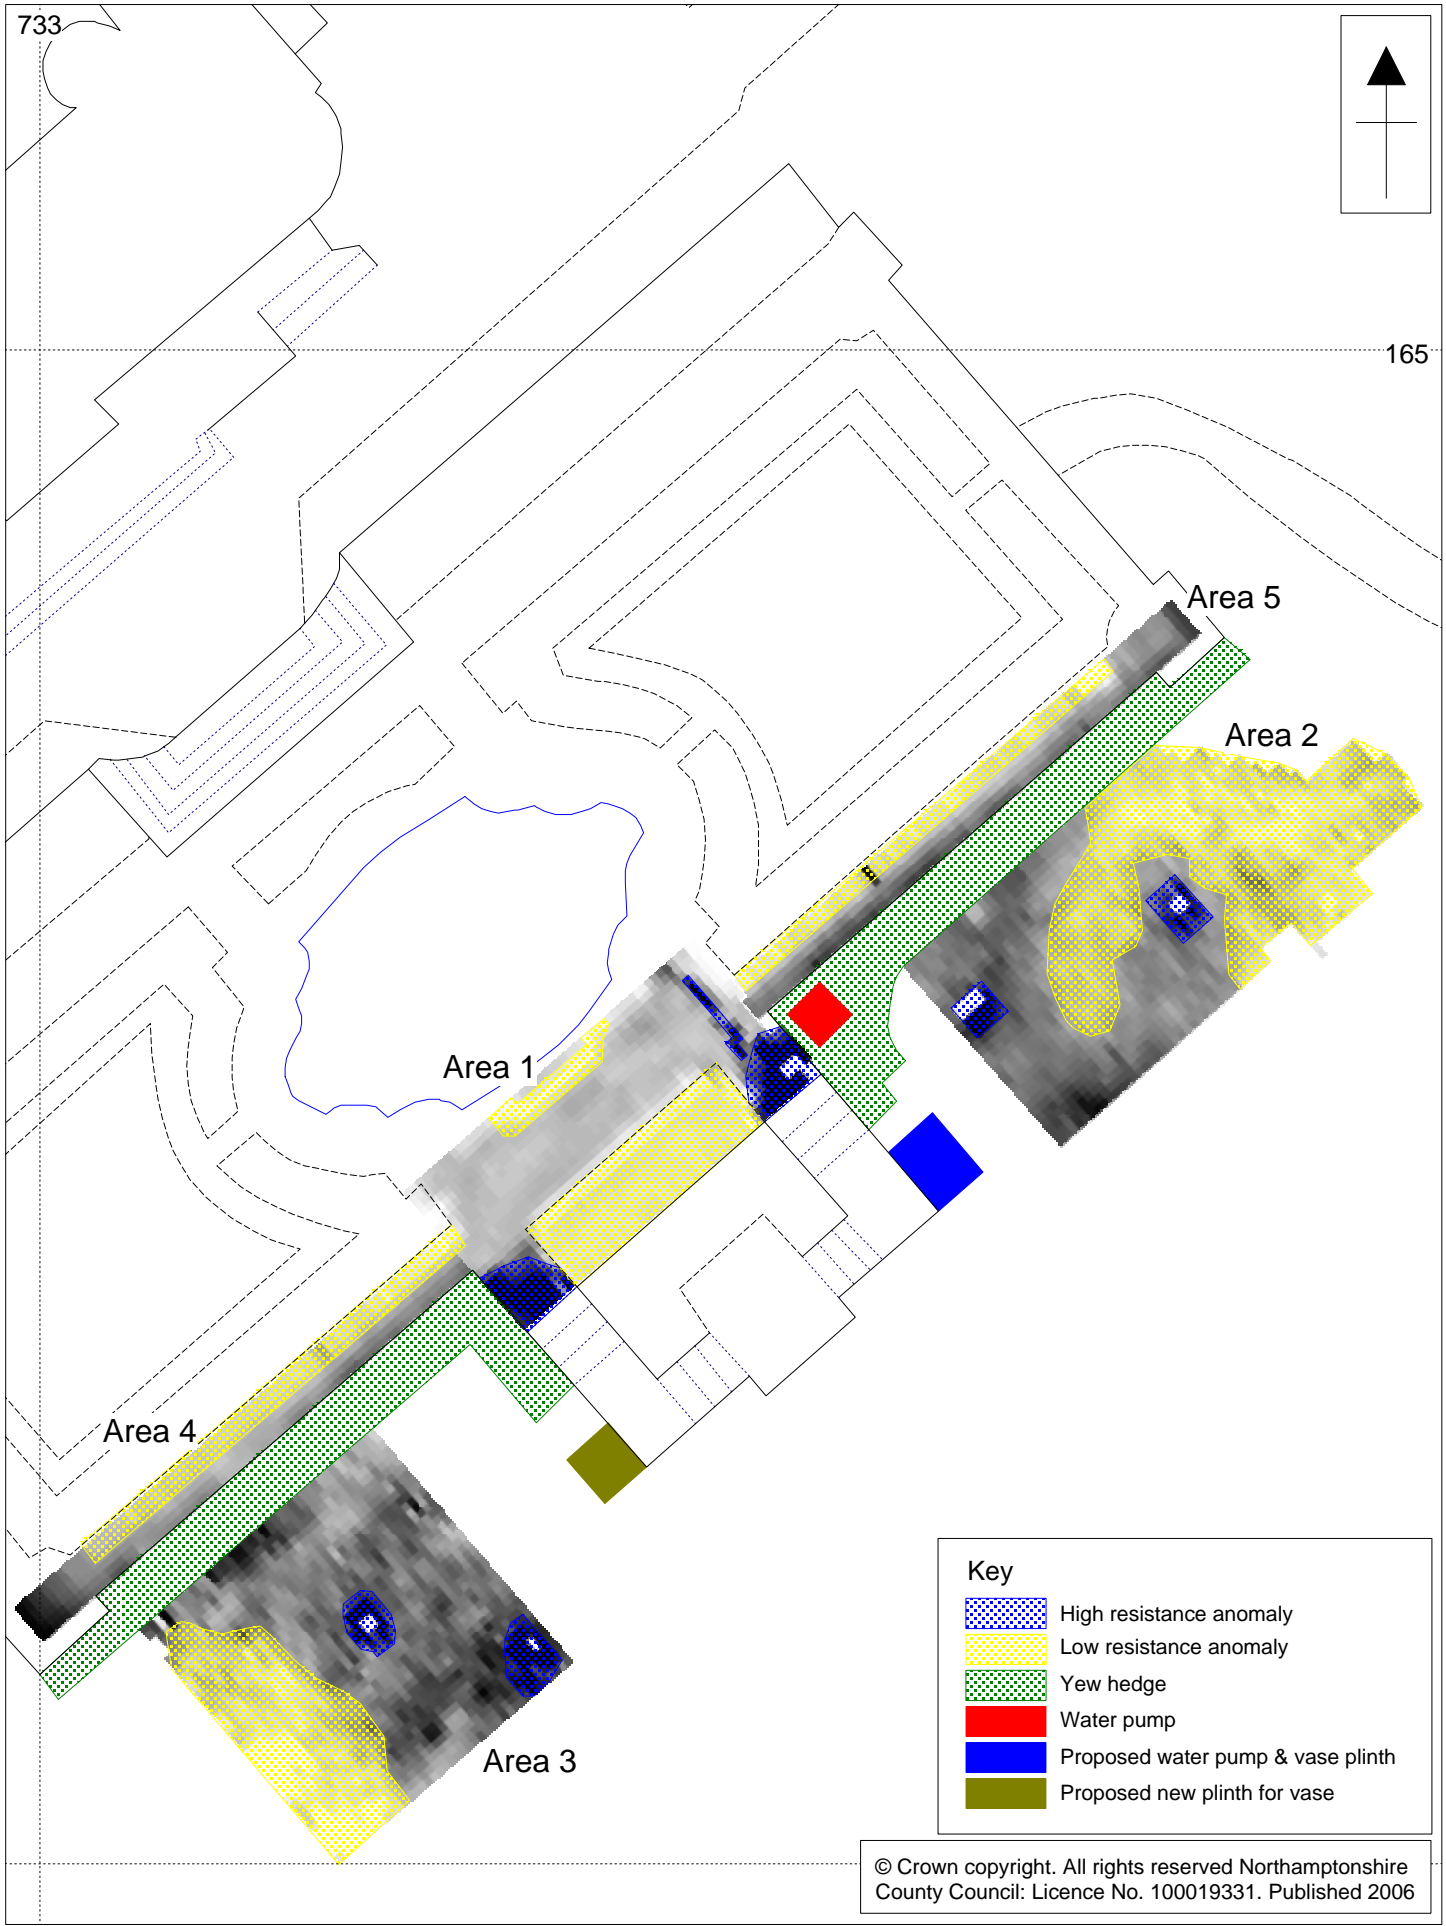 733
165
Area 5
Area 2
Area 1
Area 4
Area 3
Key
High resistance anomaly
Low resistance anomaly
Yew hedge
Water pump
Proposed water pump & vase plinth
Proposed new plinth for vase
© Crown copyright. All rights reserved Northamptonshire
County Council: Licence No. 100019331. Published 2006